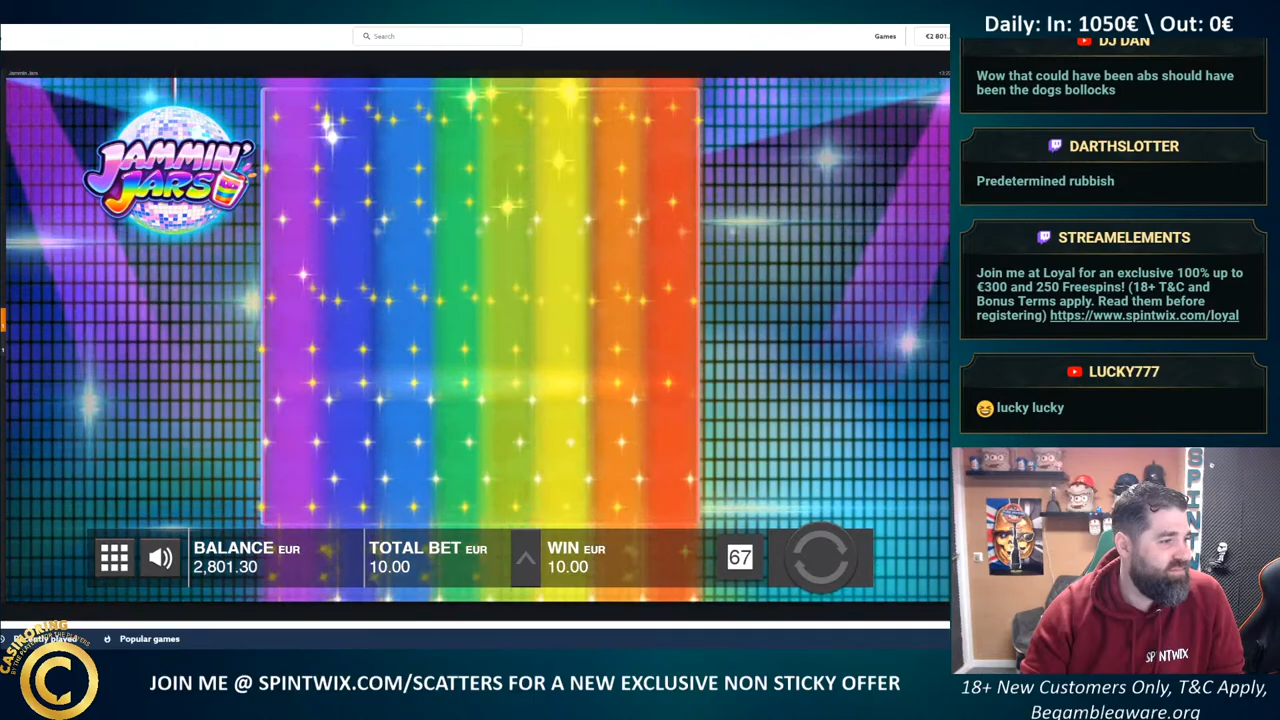 Daily: In: 1050€ \ Out: 0€
Search
Games
€2 801.
Jammin Jars
JAMMIN'
JARS
BALANCE EUR
2,801.30
TOTAL BET EUR
10.00
WIN EUR
10.00
67
Popular games
CASINORING
C
JOIN ME @ SPINTWIX.COM/SCATTERS FOR A NEW EXCLUSIVE NON STICKY OFFER
DJ DAN
Wow that could have been abs should have
been the dogs bollocks
DARTHSLOTTER
Predetermined rubbish
STREAMELEMENTS
Join me at Loyal for an exclusive 100% up to
€300 and 250 Freespins! (18+ T&C and
Bonus Terms apply. Read them before
registering) https://www.spintwix.com/loyal
LUCKY777
lucky lucky
SPINT
SPINTWIX
18+ New Customers Only, T&C Apply,
Begambleaware.org